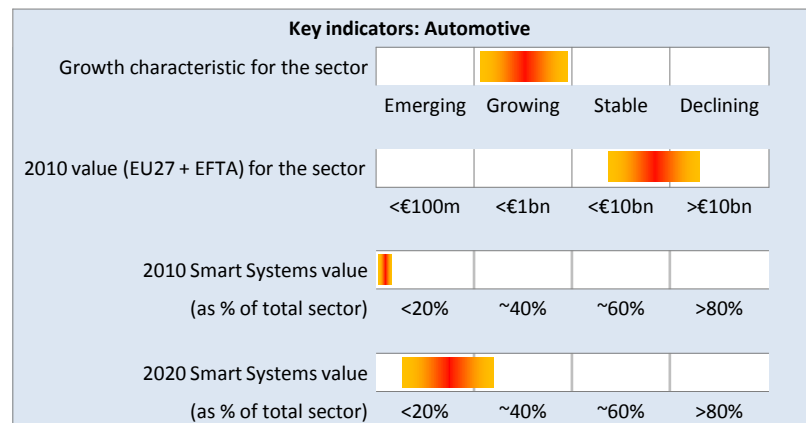 Key indicators: Automotive
Growth characteristic for the sector
Emerging Growing Stable Declining
2010 value (EU27 + EFTA) for the sector
<€100m <€1bn <€10bn >€10bn
2010 Smart Systems value
(as % of total sector) <20% ~40% ~60% >80%
2020 Smart Systems value
(as % of total sector) <20% ~40% ~60% >80%